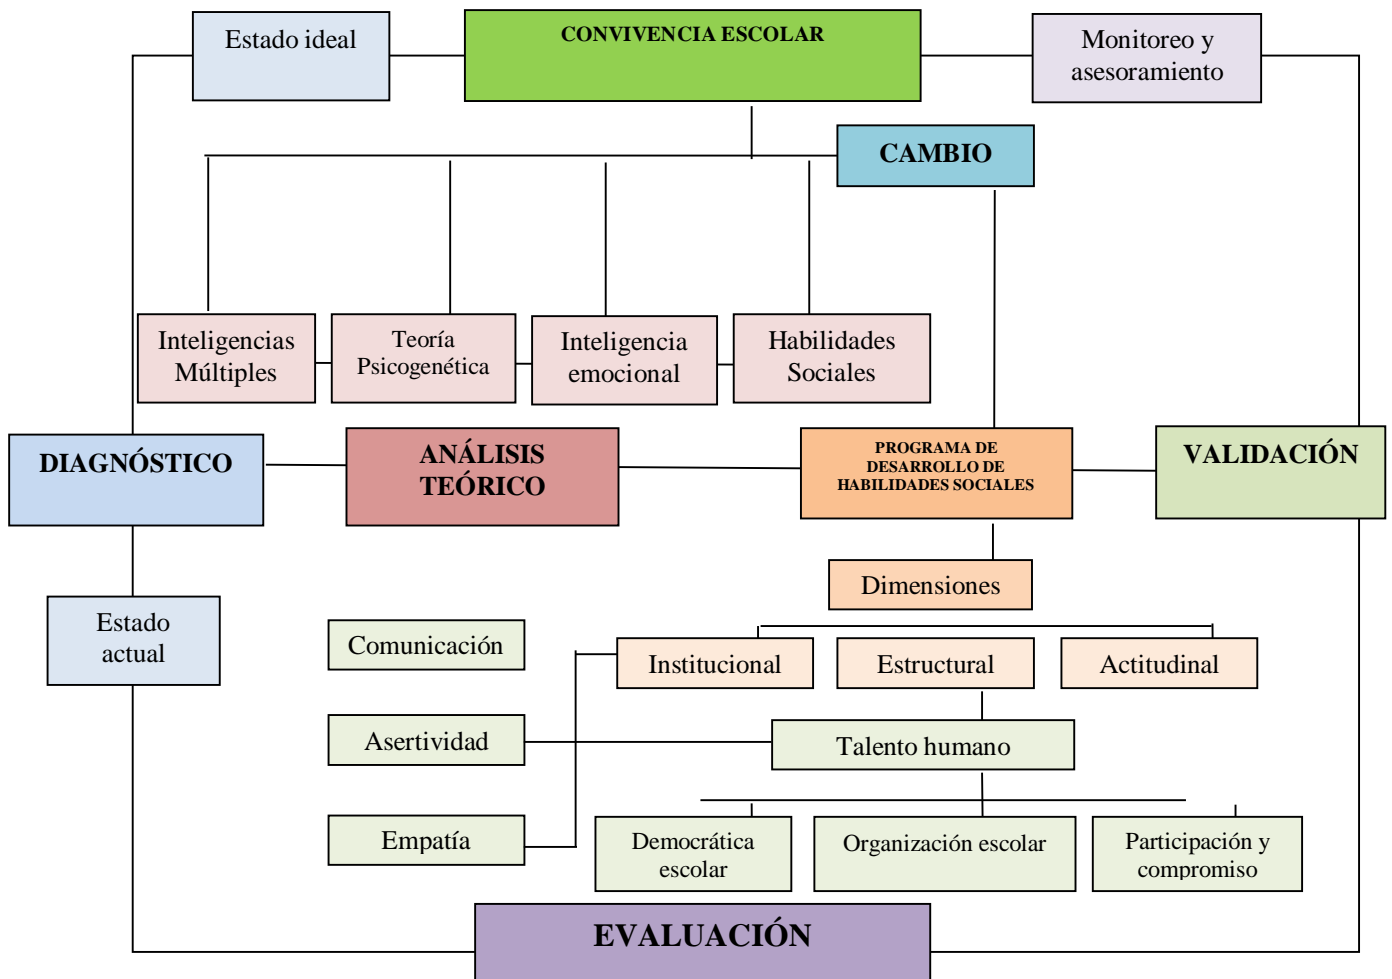 Estado ideal
CONVIVENCIA ESCOLAR
Monitoreo y
asesoramiento
CAMBIO
Inteligencias
Múltiples
Teoría
Psicogenética
Inteligencia
emocional
Habilidades
Sociales
DIAGNÓSTICO
ANÁLISIS
TEÓRICO
PROGRAMA DE
DESARROLLO DE
HABILIDADES SOCIALES
VALIDACIÓN
Dimensiones
Estado
actual
Comunicación
Institucional
Estructural
Actitudinal
Asertividad
Talento humano
Empatía
Democrática
escolar
Organización escolar
Participación y
compromiso
EVALUACIÓN